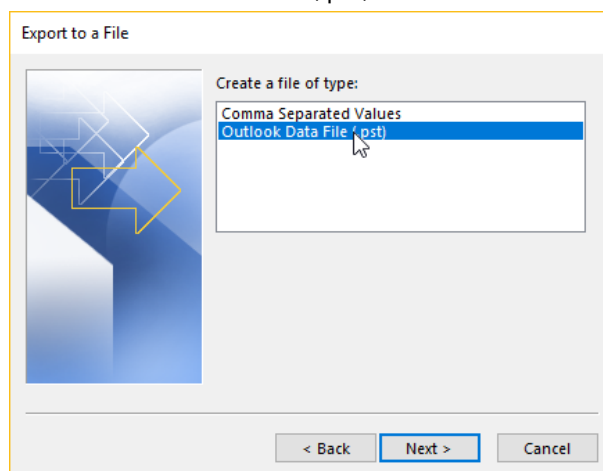 Export to a File
Create a file of type:
Comma Separated Values
Outlook Data File (.pst)
< Back
Next >
Cancel